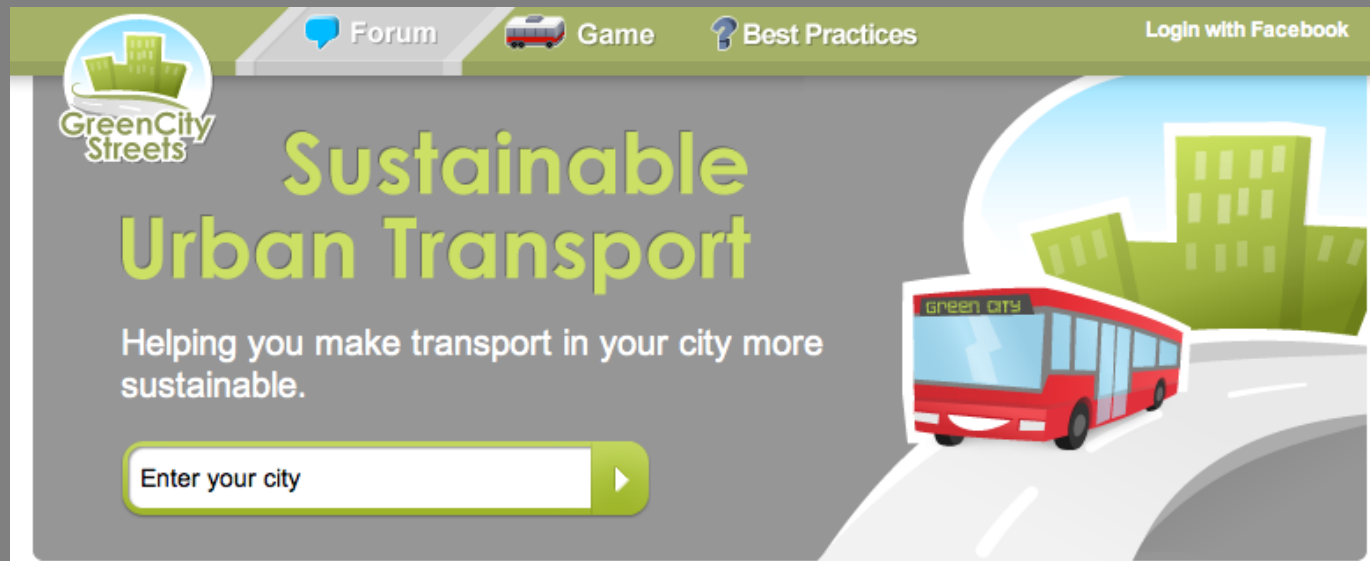 Forum
Game
Best Practices
Login with Facebook
GreenCity
Streets
Sustainable
Urban Transport
Helping you make transport in your city more
sustainable.
Enter your city
Green City